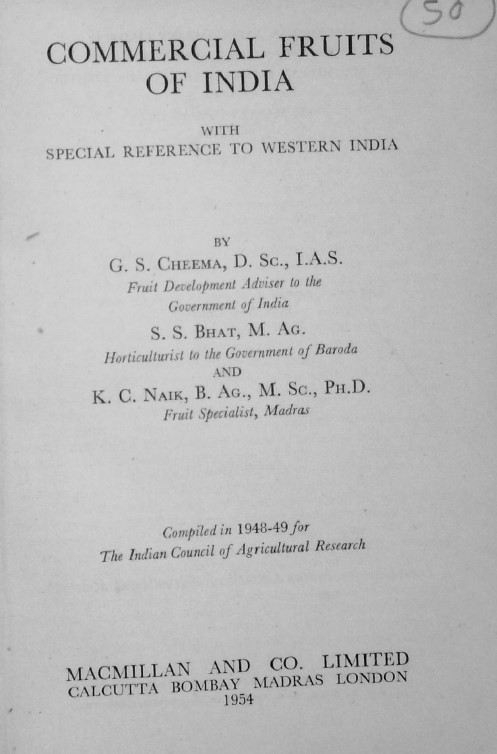 50
COMMERCIAL FRUITS
OF INDIA
WITH
SPECIAL REFERENCE TO WESTERN INDIA
BY
G. S. CHEEMA, D. SC., I.A.S.
Fruit Development Adviser to the
Government of India
S. S. BHAT, M. AG.
Horticulturist to the Government of Baroda
AND
K. C. NAIK, B. AG., M. SC., PH.D.
Fruit Specialist, Madras
Compiled in 1948-49 for
The Indian Council of Agricultural Research
MACMILLAN AND CO. LIMITED
CALCUTTA BOMBAY MADRAS LONDON
1954